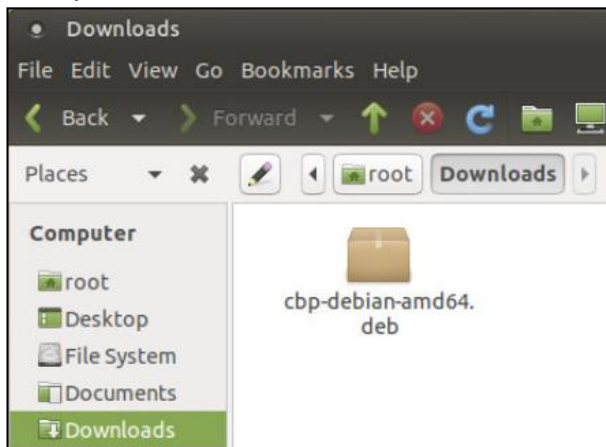 Downloads
File Edit View Go Bookmarks Help
Back Forward
Places root Downloads
Computer
root
Desktop
File System
Documents
Downloads
cbp-debian-amd64.
deb